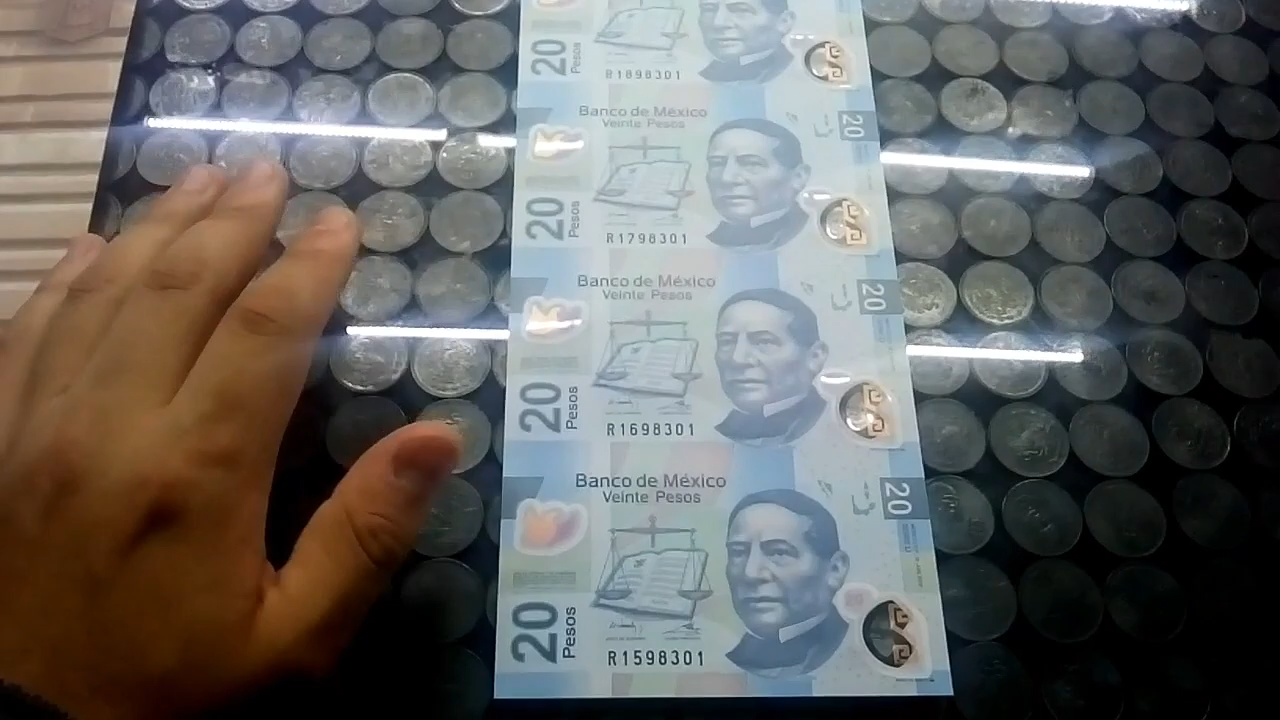 20 Pesos
R1898301
Banco de México
Veinte Pesos
20
20 Pesos
R1798301
Banco de México
Veinte Pesos
20
20 Pesos
R1698301
Banco de México
Veinte Pesos
20
20 Pesos
R1598301